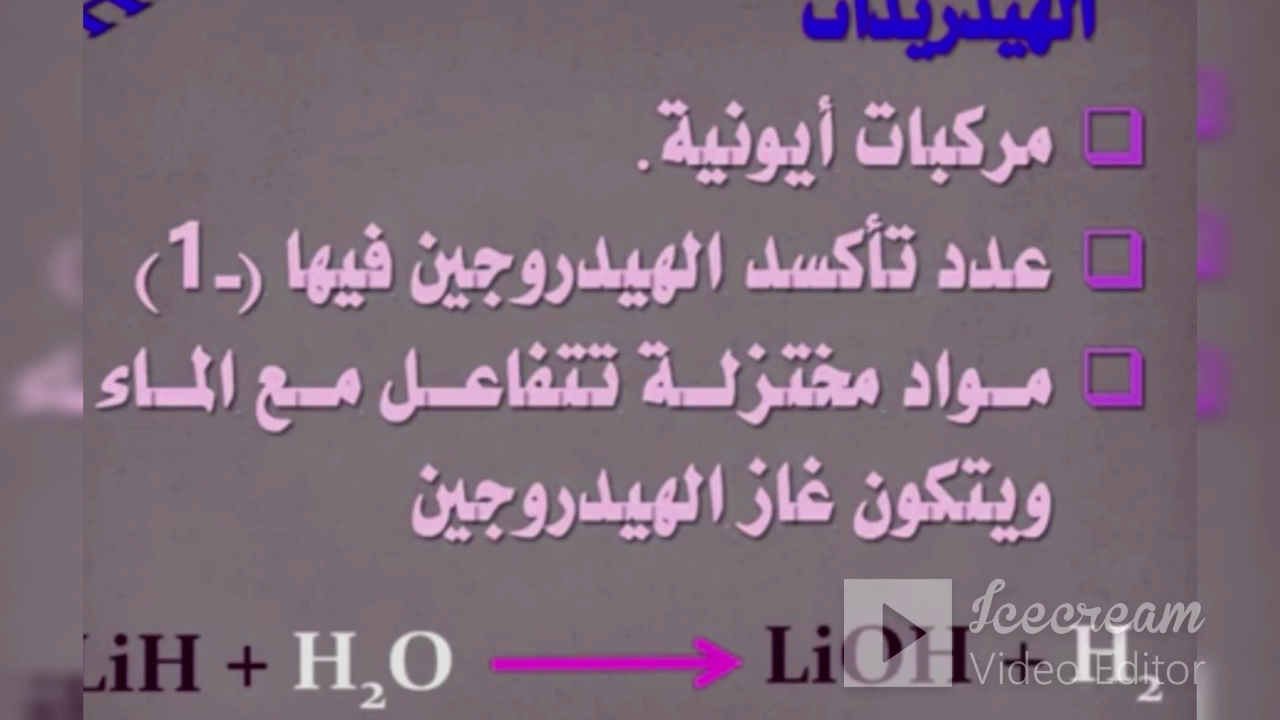 الهيدريدات
مركبات أيونية.
عدد تأكسد الهيدروجين فيها (-1)
مواد مختزلة تتفاعل مع الماء
ويتكون غاز الهيدروجين
LiH + H₂O → LiOH + H₂
Icecream
Video Editor